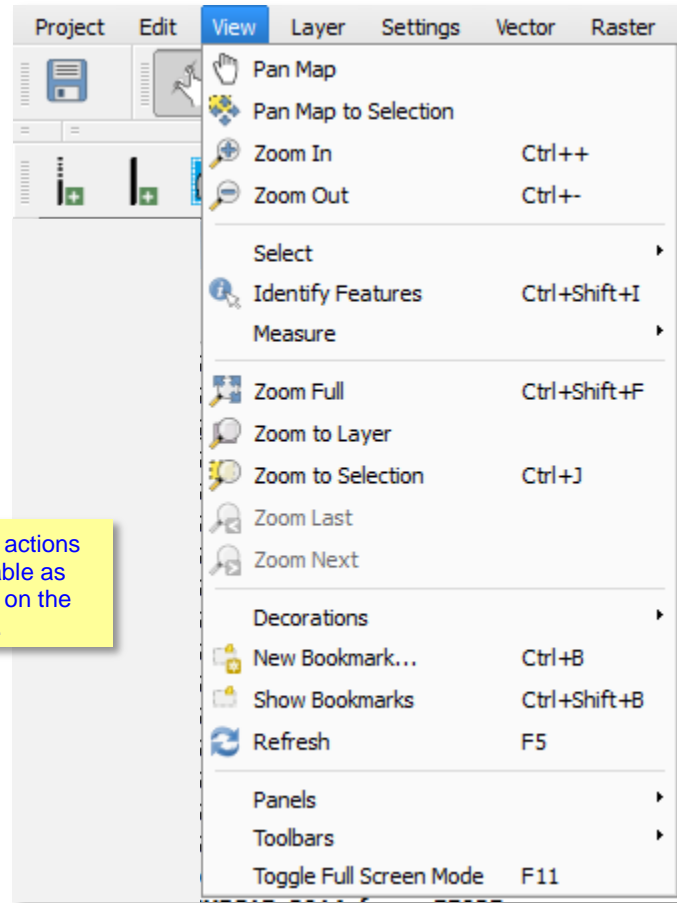 Project Edit View Layer Settings Vector Raster
Pan Map
Pan Map to Selection
Zoom In Ctrl++
Zoom Out Ctrl+-
Select
Identify Features Ctrl+Shift+I
Measure
Zoom Full Ctrl+Shift+F
Zoom to Layer
Zoom to Selection Ctrl+J
Zoom Last
Zoom Next
actions
as
on the
Decorations
New Bookmark... Ctrl+B
Show Bookmarks Ctrl+Shift+B
Refresh F5
Panels
Toolbars
Toggle Full Screen Mode F11